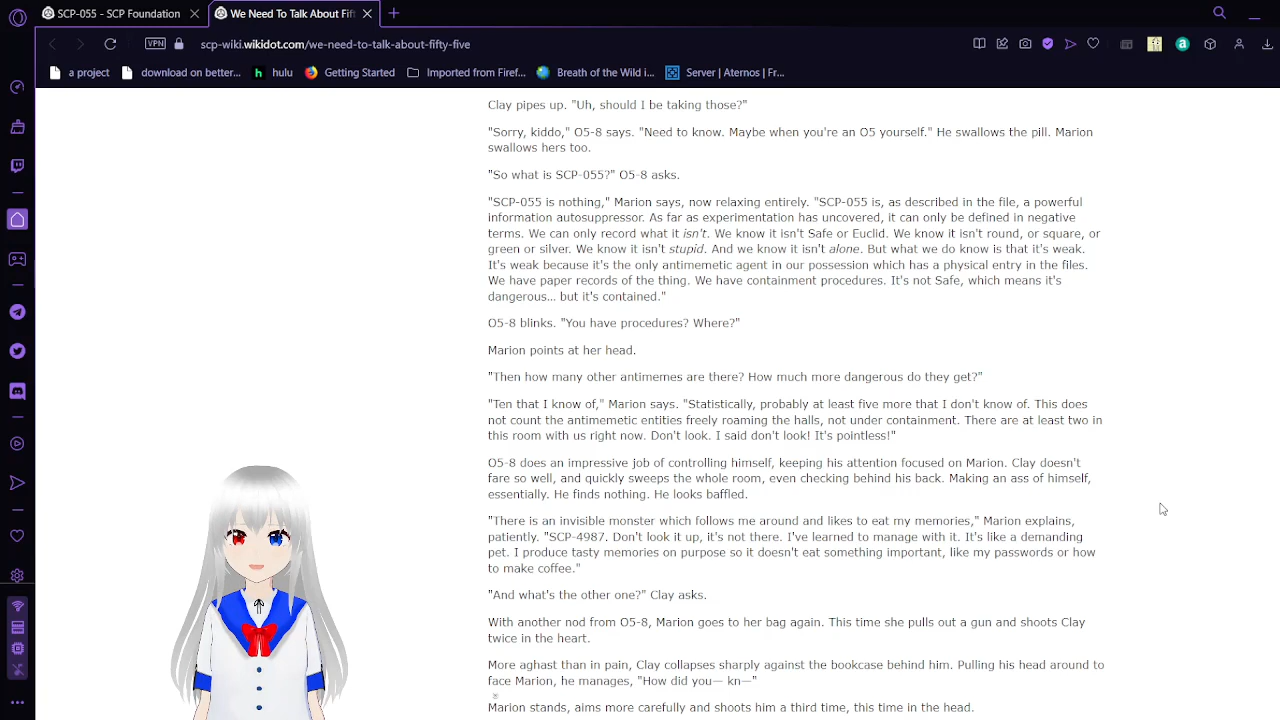 SCP-055 - SCP Foundation
We Need To Talk About Fift
VPN
scp-wiki.wikidot.com/we-need-to-talk-about-fifty-five
a project
download on better...
h hulu
Getting Started
Imported from Firef...
Breath of the Wild i...
Server | Aternos | Fr...
Clay pipes up. "Uh, should I be taking those?"
"Sorry, kiddo," O5-8 says. "Need to know. Maybe when you're an O5 yourself." He swallows the pill. Marion
swallows hers too.
"So what is SCP-055?" O5-8 asks.
"SCP-055 is nothing," Marion says, now relaxing entirely. "SCP-055 is, as described in the file, a powerful
information autosuppressor. As far as experimentation has uncovered, it can only be defined in negative
terms. We can only record what it isn't. We know it isn't Safe or Euclid. We know it isn't round, or square, or
green or silver. We know it isn't stupid. And we know it isn't alone. But what we do know is that it's weak.
It's weak because it's the only antimemetic agent in our possession which has a physical entry in the files.
We have paper records of the thing. We have containment procedures. It's not Safe, which means it's
dangerous... but it's contained."
O5-8 blinks. "You have procedures? Where?"
Marion points at her head.
"Then how many other antimemes are there? How much more dangerous do they get?"
"Ten that I know of," Marion says. "Statistically, probably at least five more that I don't know of. This does
not count the antimemetic entities freely roaming the halls, not under containment. There are at least two in
this room with us right now. Don't look. I said don't look! It's pointless!"
O5-8 does an impressive job of controlling himself, keeping his attention focused on Marion. Clay doesn't
fare so well, and quickly sweeps the whole room, even checking behind his back. Making an ass of himself,
essentially. He finds nothing. He looks baffled.
"There is an invisible monster which follows me around and likes to eat my memories," Marion explains,
patiently. "SCP-4987. Don't look it up, it's not there. I've learned to manage with it. It's like a demanding
pet. I produce tasty memories on purpose so it doesn't eat something important, like my passwords or how
to make coffee."
"And what's the other one?" Clay asks.
With another nod from O5-8, Marion goes to her bag again. This time she pulls out a gun and shoots Clay
twice in the heart.
More aghast than in pain, Clay collapses sharply against the bookcase behind him. Pulling his head around to
face Marion, he manages, "How did you— kn—"
Marion stands, aims more carefully and shoots him a third time, this time in the head.